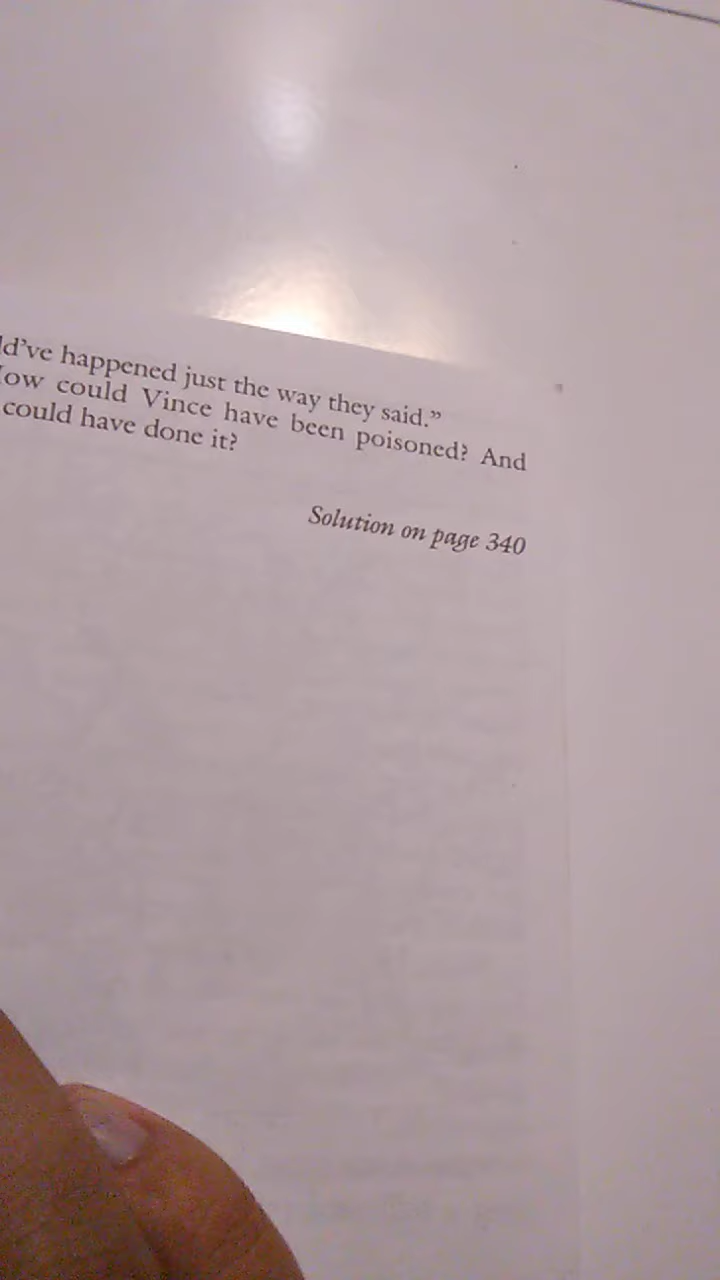 ld've happened just the way they said.”
How could Vince have been poisoned? And
could have done it?
Solution on page 340